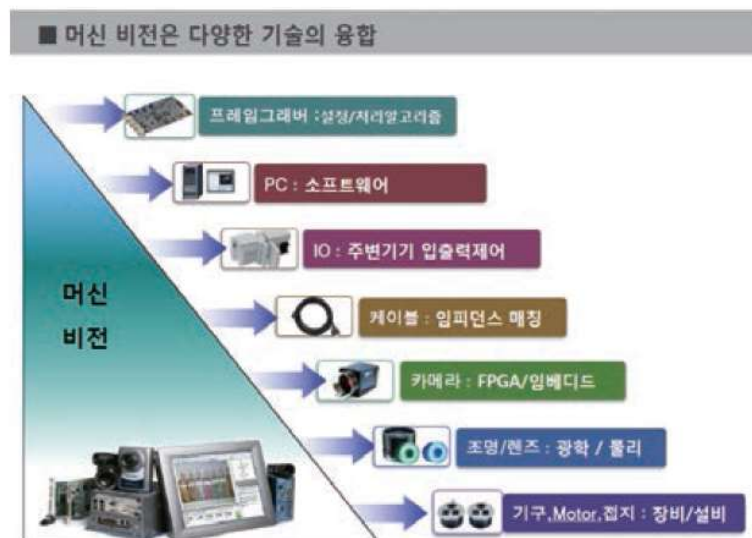 ■ 머신 비전은 다양한 기술의 융합
프레임그래버 : 설정/처리알고리즘
PC : 소프트웨어
IO : 주변기기 입출력제어
머신
비전
케이블 : 임피던스 매칭
카메라 : FPGA/임베디드
조명/렌즈 : 광학 / 물리
기구,Motor,접지 : 장비/설비